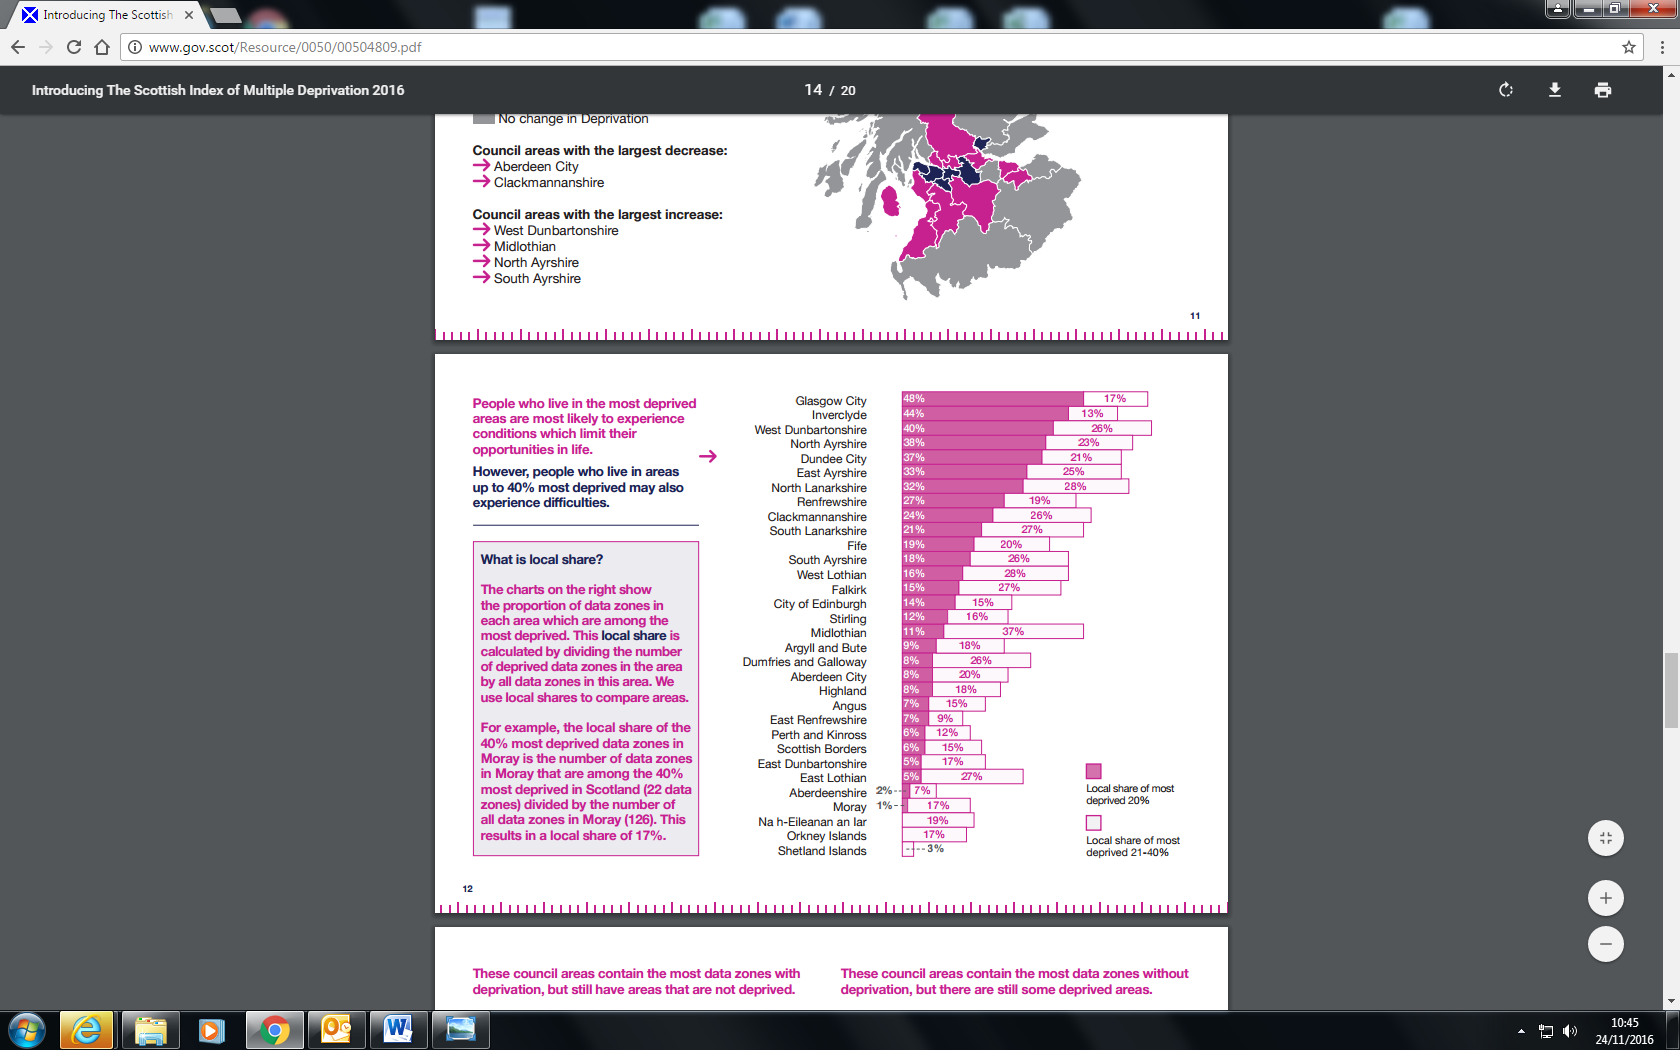 Introducing The Scottish
www.gov.scot/Resource/0050/00504809.pdf
Introducing The Scottish Index of Multiple Deprivation 2016
14 / 20
No change in Deprivation
Council areas with the largest decrease:
Aberdeen City
Clackmannanshire
Council areas with the largest increase:
West Dunbartonshire
Midlothian
North Ayrshire
South Ayrshire
11
People who live in the most deprived
areas are most likely to experience
conditions which limit their
opportunities in life.
However, people who live in areas
up to 40% most deprived may also
experience difficulties.
What is local share?
The charts on the right show
the proportion of data zones in
each area which are among the
most deprived. This local share is
calculated by dividing the number
of deprived data zones in the area
by all data zones in this area. We
use local shares to compare areas.
For example, the local share of the
40% most deprived data zones in
Moray is the number of data zones
in Moray that are among the 40%
most deprived in Scotland (22 data
zones) divided by the number of
all data zones in Moray (126). This
results in a local share of 17%.
Glasgow City 48% 17%
Inverclyde 44% 13%
West Dunbartonshire 40% 26%
North Ayrshire 38% 23%
Dundee City 37% 21%
East Ayrshire 33% 25%
North Lanarkshire 32% 28%
Renfrewshire 27% 19%
Clackmannanshire 24% 26%
South Lanarkshire 21% 27%
Fife 19% 20%
South Ayrshire 18% 26%
West Lothian 16% 28%
Falkirk 15% 27%
City of Edinburgh 14% 15%
Stirling 12% 16%
Midlothian 11% 37%
Argyll and Bute 9% 18%
Dumfries and Galloway 8% 26%
Aberdeen City 8% 20%
Highland 8% 18%
Angus 7% 15%
East Renfrewshire 7% 9%
Perth and Kinross 6% 12%
Scottish Borders 6% 15%
East Dunbartonshire 5% 17%
East Lothian 5% 27%
Aberdeenshire 2% 7%
Moray 1% 17%
Na h-Eileanan an Iar 19%
Orkney Islands 17%
Shetland Islands 3%
Local share of most
deprived 20%
Local share of most
deprived 21-40%
12
These council areas contain the most data zones with
deprivation, but still have areas that are not deprived.
These council areas contain the most data zones without
deprivation, but there are still some deprived areas.
10:45
24/11/2016